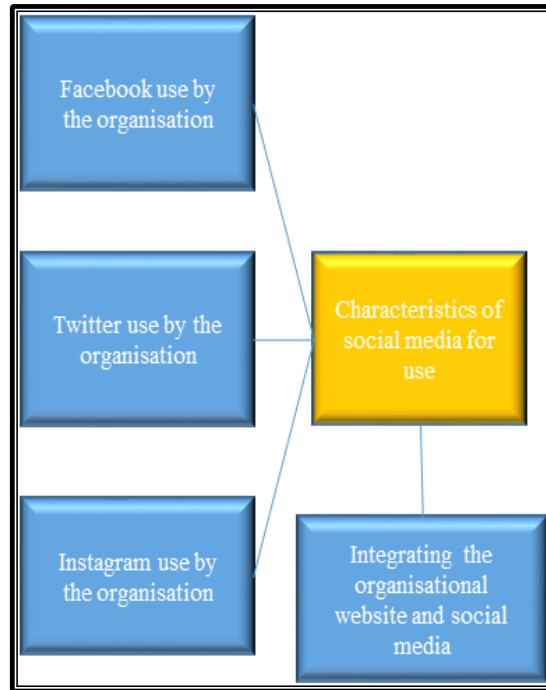 Facebook use by
the organisation
Twitter use by the
organisation
Characteristics of
social media for
use
Instagram use by
the organisation
Integrating the
organisational
website and social
media